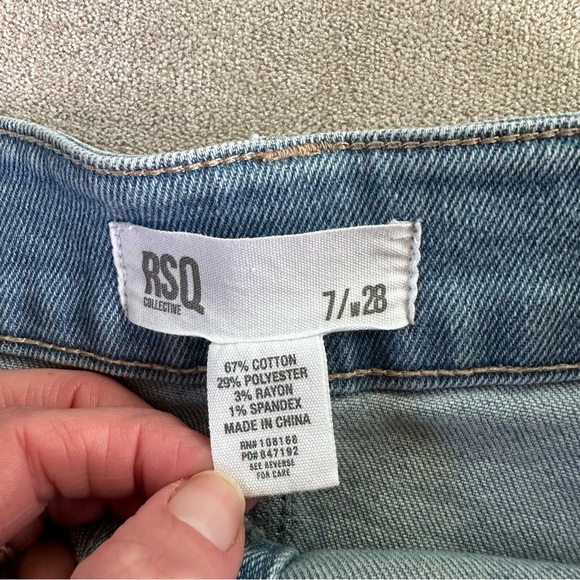 RSQ
COLLECTIVE
7/W28
67% COTTON
29% POLYESTER
3% RAYON
1% SPANDEX
MADE IN CHINA
RN# 108168
PO# 847192
SEE REVERSE
FOR CARE